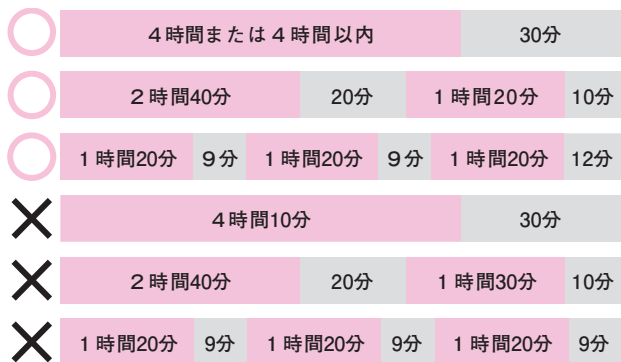 ４時間または４時間以内 30分
２時間40分 20分 １時間20分 10分
１時間20分 ９分 １時間20分 ９分 １時間20分 12分
４時間10分 30分
２時間40分 20分 １時間30分 10分
１時間20分 9分 １時間20分 9分 １時間20分 9分